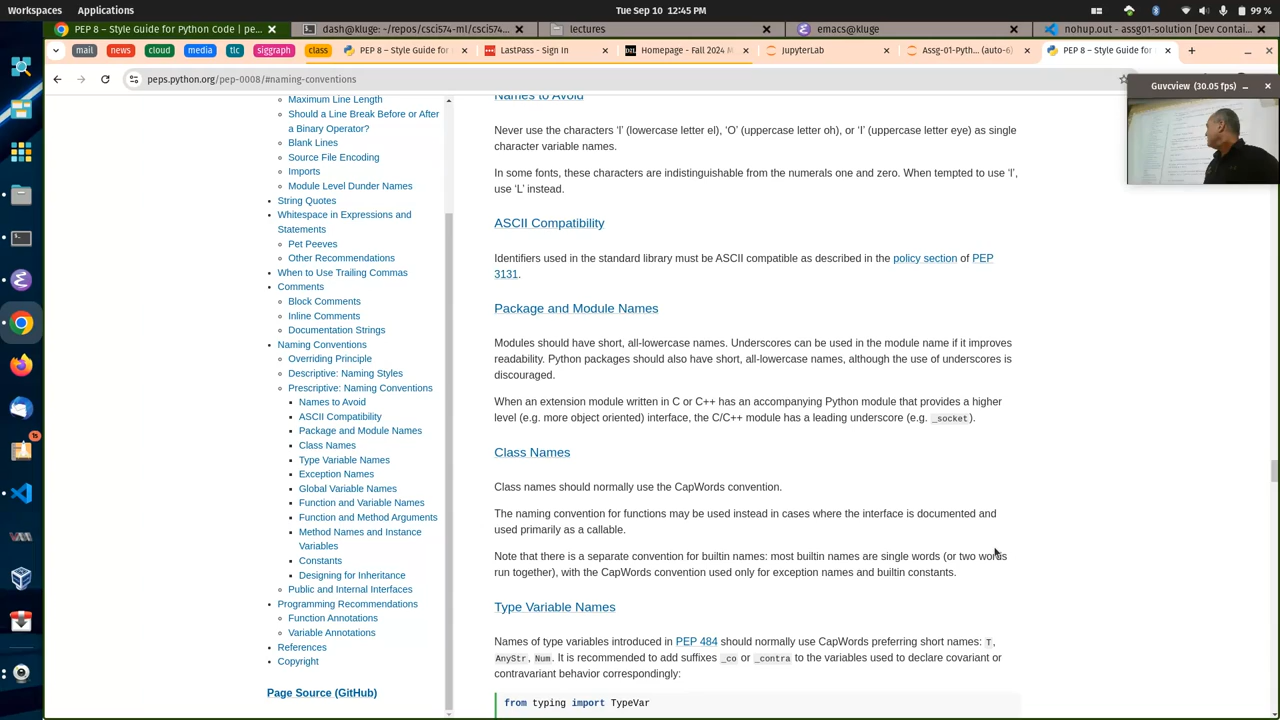 Workspaces
Applications
Tue Sep 10 12:45 PM
99 %
PEP 8 – Style Guide for Python Code | pe...
dash@kluge: ~/repos/csci574-ml/csci574...
lectures
emacs@kluge
nohup.out - assg01-solution [Dev Contai...
mail
news
cloud
media
tlc
siggraph
class
PEP 8 – Style Guide for
LastPass - Sign In
Homepage - Fall 2024 M
JupyterLab
Assg-01-Pyth... (auto-6)
PEP 8 – Style Guide for
peps.python.org/pep-0008/#naming-conventions
Guvcview (30.05 fps)
Maximum Line Length
Should a Line Break Before or After
a Binary Operator?
Blank Lines
Source File Encoding
Imports
Module Level Dunder Names
String Quotes
Whitespace in Expressions and
Statements
Pet Peeves
Other Recommendations
When to Use Trailing Commas
Comments
Block Comments
Inline Comments
Documentation Strings
Naming Conventions
Overriding Principle
Descriptive: Naming Styles
Prescriptive: Naming Conventions
Names to Avoid
ASCII Compatibility
Package and Module Names
Class Names
Type Variable Names
Exception Names
Global Variable Names
Function and Variable Names
Function and Method Arguments
Method Names and Instance
Variables
Constants
Designing for Inheritance
Public and Internal Interfaces
Programming Recommendations
Function Annotations
Variable Annotations
References
Copyright
Page Source (GitHub)
Names to Avoid
Never use the characters ‘l’ (lowercase letter el), ‘O’ (uppercase letter oh), or ‘I’ (uppercase letter eye) as single
character variable names.
In some fonts, these characters are indistinguishable from the numerals one and zero. When tempted to use ‘l’,
use ‘L’ instead.
ASCII Compatibility
Identifiers used in the standard library must be ASCII compatible as described in the policy section of PEP
3131.
Package and Module Names
Modules should have short, all-lowercase names. Underscores can be used in the module name if it improves
readability. Python packages should also have short, all-lowercase names, although the use of underscores is
discouraged.
When an extension module written in C or C++ has an accompanying Python module that provides a higher
level (e.g. more object oriented) interface, the C/C++ module has a leading underscore (e.g. _socket).
Class Names
Class names should normally use the CapWords convention.
The naming convention for functions may be used instead in cases where the interface is documented and
used primarily as a callable.
Note that there is a separate convention for builtin names: most builtin names are single words (or two words
run together), with the CapWords convention used only for exception names and builtin constants.
Type Variable Names
Names of type variables introduced in PEP 484 should normally use CapWords preferring short names: T,
AnyStr, Num. It is recommended to add suffixes _co or _contra to the variables used to declare covariant or
contravariant behavior correspondingly:
from typing import TypeVar